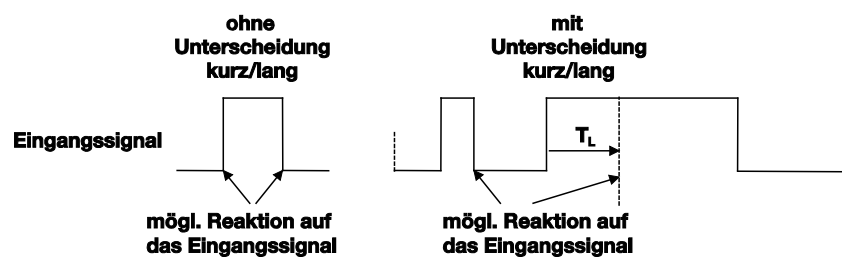 ohne
Unterscheidung
kurz/lang
mit
Unterscheidung
kurz/lang
Eingangssignal
TL
mögl. Reaktion auf
das Eingangssignal
mögl. Reaktion auf
das Eingangssignal